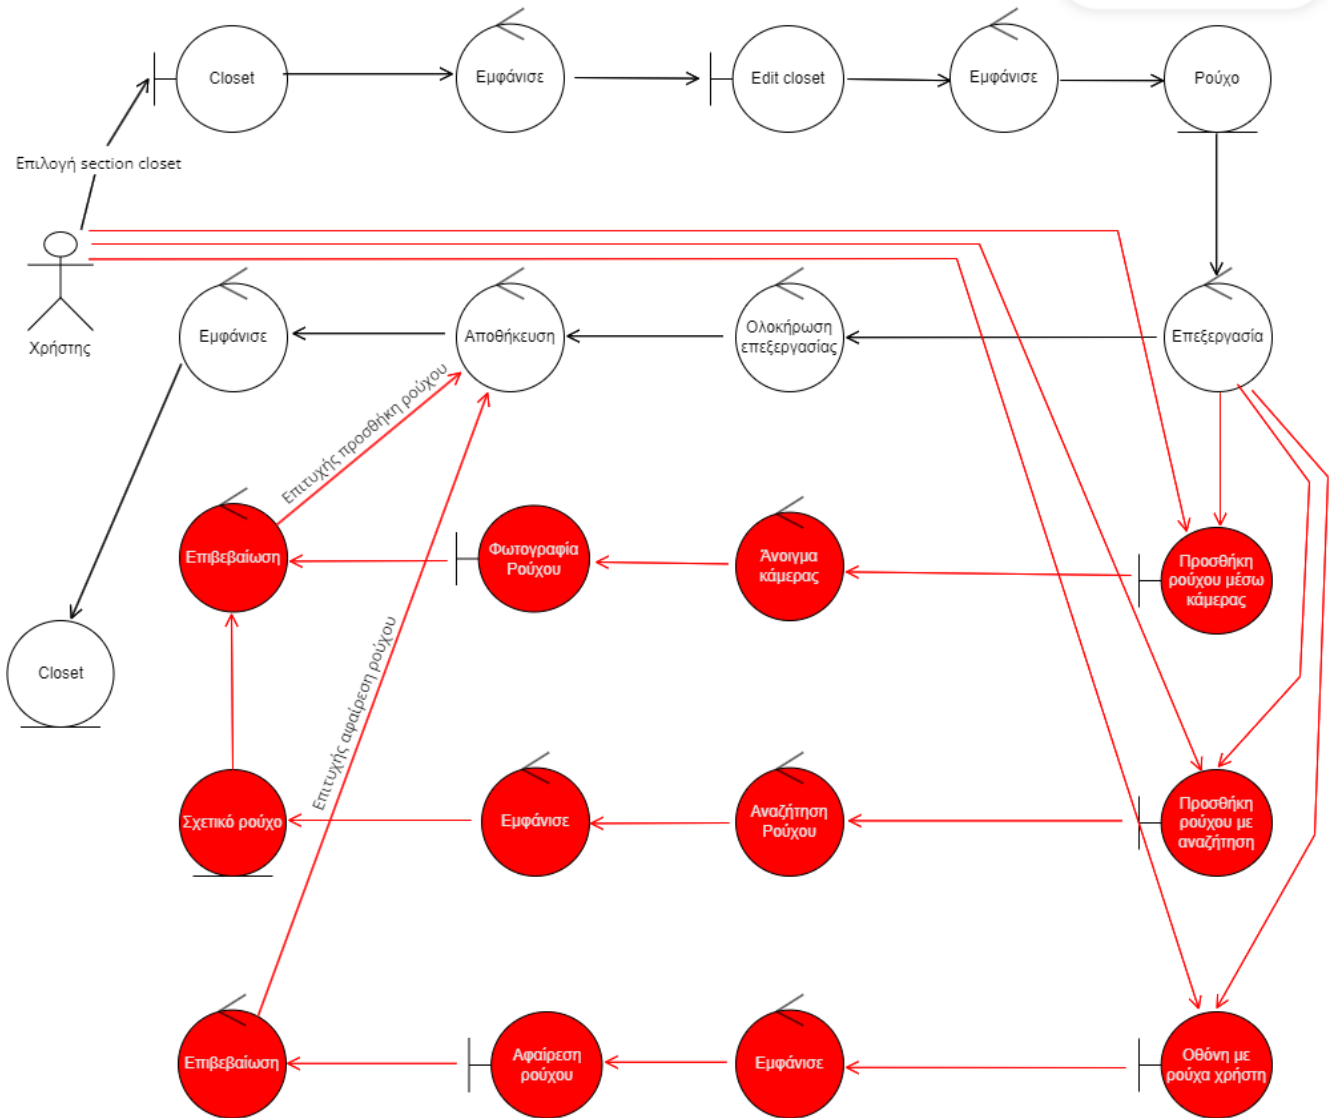 Closet
Εμφάνισε
Edit closet
Εμφάνισε
Ρούχο
Επιλογή section closet
Χρήστης
Εμφάνισε
Αποθήκευση
Ολοκήρωση
επεξεργασίας
Επεξεργασία
Επιτυχής προσθήκη ρούχου
Επιβεβαίωση
Φωτογραφία
Ρούχου
Άνοιγμα
κάμερας
Προσθήκη
ρούχου μέσω
κάμερας
Closet
Επιτυχής αφαίρεση ρούχου
Σχετικό ρούχο
Εμφάνισε
Αναζήτηση
Ρούχου
Προσθήκη
ρούχου με
αναζήτηση
Επιβεβαίωση
Αφαίρεση
ρούχου
Εμφάνισε
Οθόνη με
ρούχα χρήστη